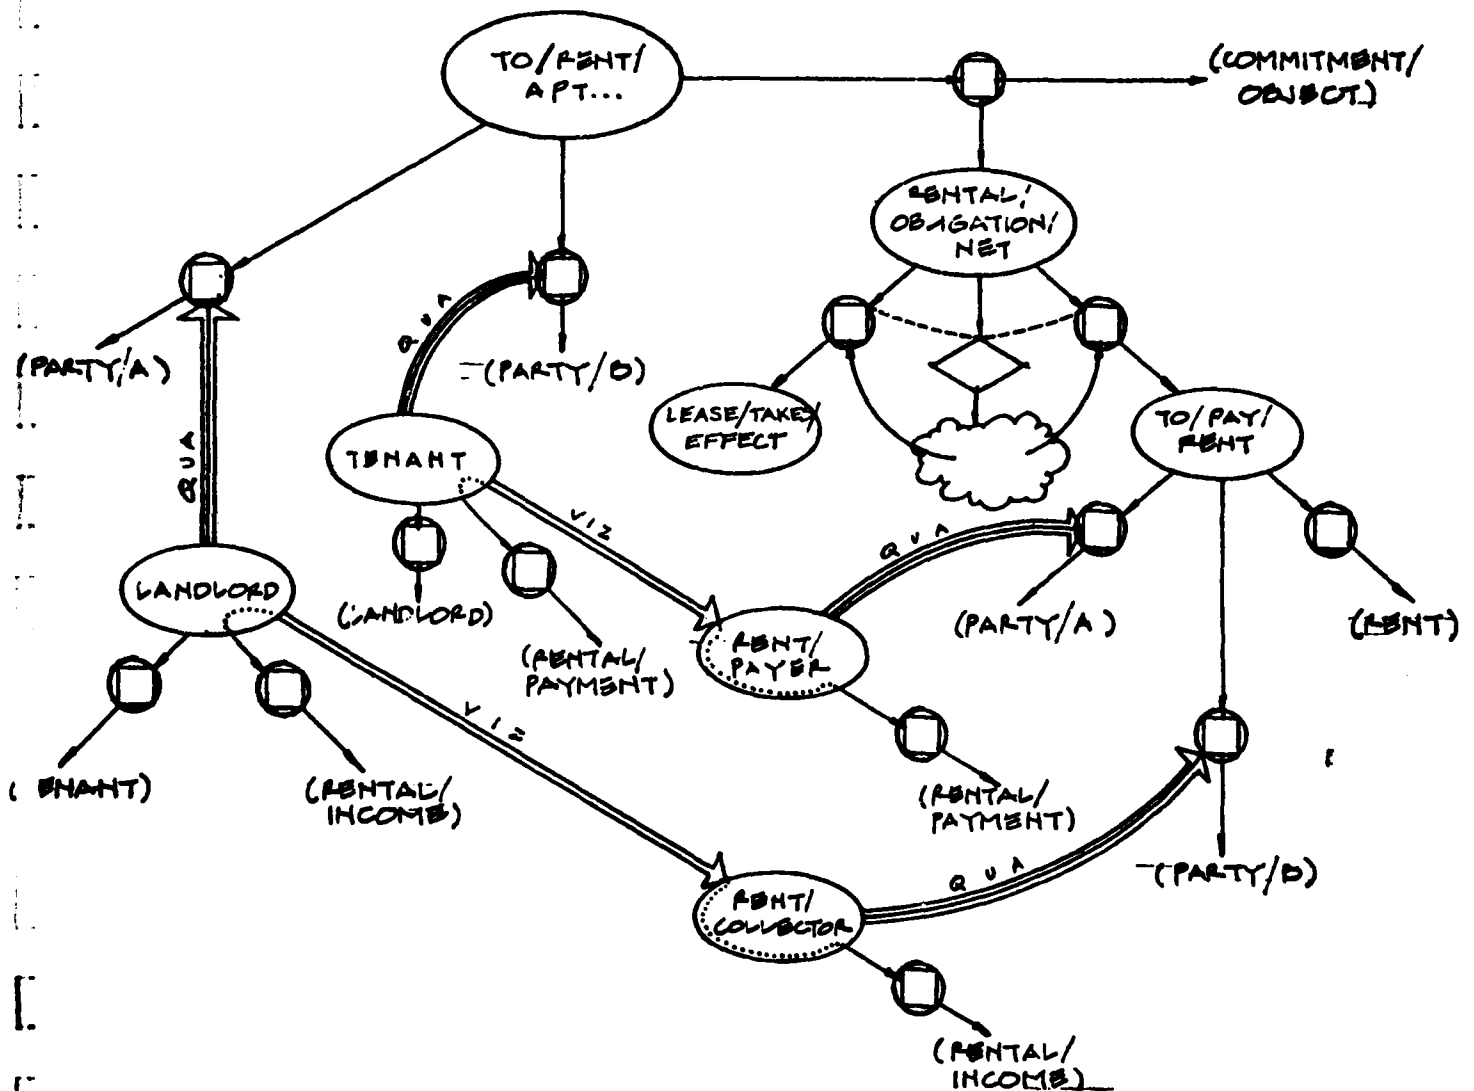 TO/RENT/
APT...
(COMMITMENT/
OBJECT)
RENTAL/
OBLIGATION/
NET
(PARTY/A)
QUA
QUA
(PARTY/B)
LEASE/TAKE/
EFFECT
TO/PAY/
RENT
TENANT
VIZ
QUA
LANDLORD
(LANDLORD)
(RENTAL/
PAYMENT)
RENT/
PAYER
(PARTY/A)
(RENT)
VIZ
( ENANT)
(RENTAL/
INCOME)
(RENTAL/
PAYMENT)
QUA
(PARTY/B)
RENT/
COLLECTOR
(RENTAL/
INCOME)